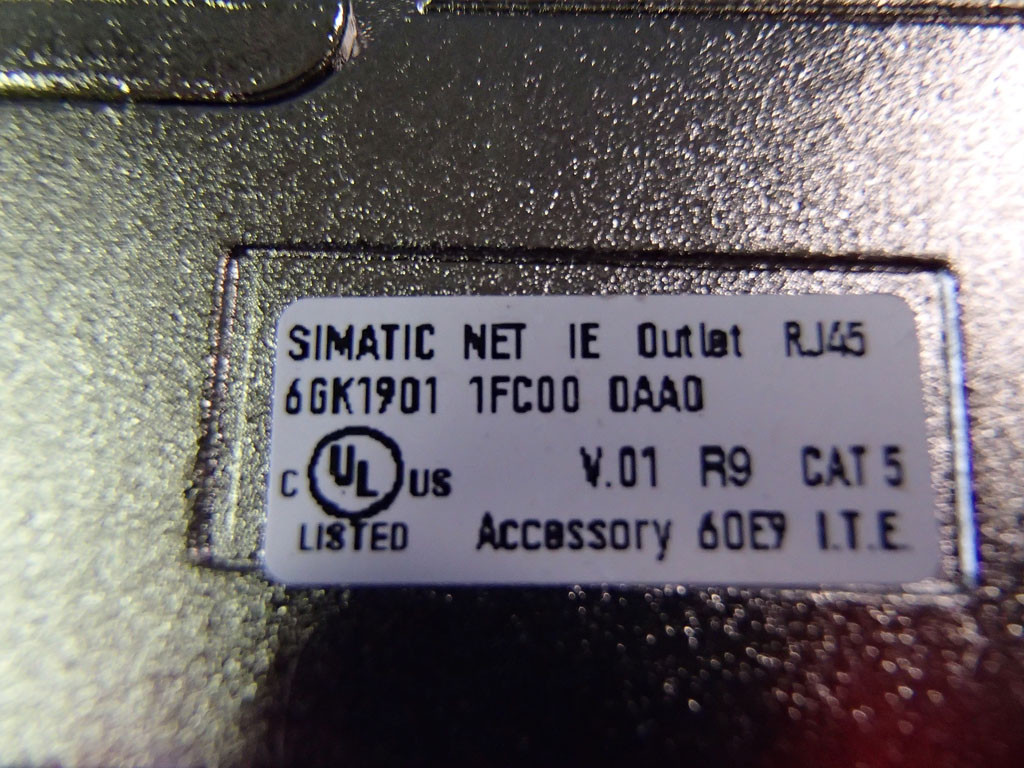 SIMATIC NET IE Outlet RJ45
6GK1901 1FC00 0AA0
C UL US V.01 R9 CAT 5
LISTED Accessory 60E9 I.T.E.